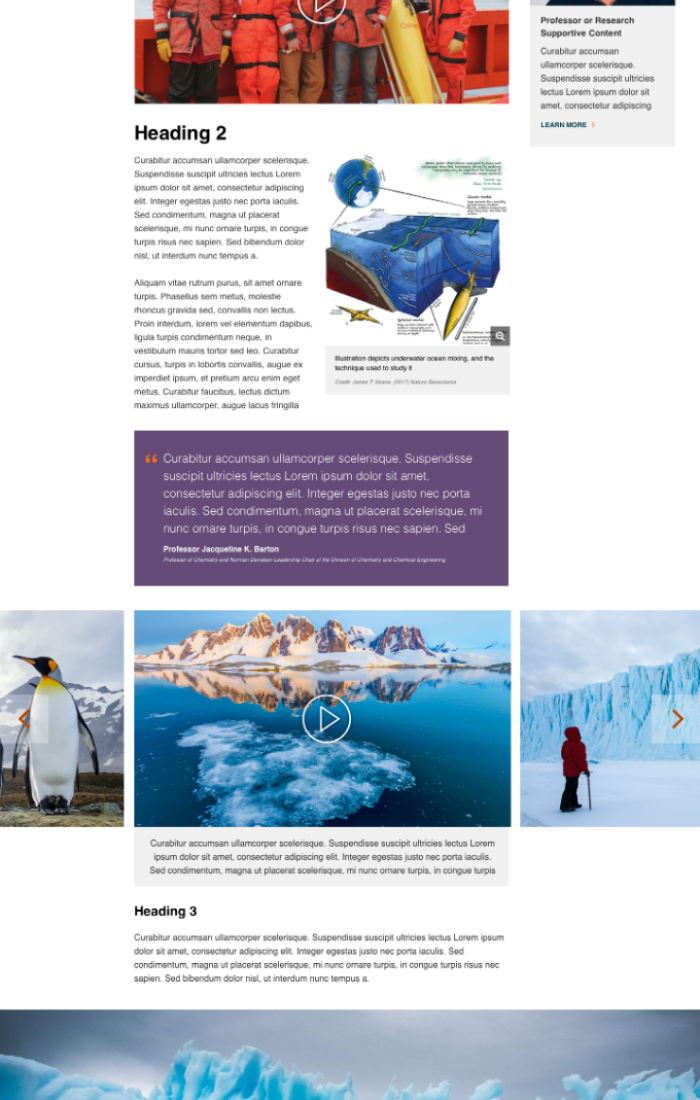 Professor or Research
Supportive Content
Curabitur accumsan
ullamcorper scelerisque.
Suspendisse suscipit ultricies
lectus Lorem ipsum dolor sit
amet, consectetur adipiscing
LEARN MORE
Heading 2
Curabitur accumsan ullamcorper scelerisque.
Suspendisse suscipit ultricies lectus Lorem
ipsum dolor sit amet, consectetur adipiscing
elit. Integer egestas justo nec porta iaculis.
Sed condimentum, magna ut placerat
scelerisque, mi nunc ornare turpis, in congue
turpis risus nec sapien. Sed bibendum dolor
nisl, ut interdum nunc tempus a.
Aliquam vitae rutrum purus, sit amet ornare
turpis. Phasellus sem metus, molestie
rhoncus gravida sed, convallis non lectus.
Proin interdum, lorem vel elementum dapibus,
ligula turpis condimentum neque, in
vestibulum mauris tortor sed leo. Curabitur
cursus, turpis in lobortis convallis, augue ex
imperdiet ipsum, et pretium arcu enim eget
metus. Curabitur faucibus, lectus dictum
maximus ullamcorper, augue lacus fringilla
Illustration depicts underwater ocean mixing, and the
technique used to study it
Credit: James T. Keane, (2017) Nature Geoscience
“ Curabitur accumsan ullamcorper scelerisque. Suspendisse
suscipit ultricies lectus Lorem ipsum dolor sit amet,
consectetur adipiscing elit. Integer egestas justo nec porta
iaculis. Sed condimentum, magna ut placerat scelerisque, mi
nunc ornare turpis, in congue turpis risus nec sapien. Sed
Professor Jacqueline K. Barton
Professor of Chemistry and Norman Davidson Leadership Chair of the Division of Chemistry and Chemical Engineering
Curabitur accumsan ullamcorper scelerisque. Suspendisse suscipit ultricies lectus Lorem
ipsum dolor sit amet, consectetur adipiscing elit. Integer egestas justo nec porta iaculis.
Sed condimentum, magna ut placerat scelerisque, mi nunc ornare turpis, in congue turpis
Heading 3
Curabitur accumsan ullamcorper scelerisque. Suspendisse suscipit ultricies lectus Lorem ipsum
dolor sit amet, consectetur adipiscing elit. Integer egestas justo nec porta iaculis. Sed
condimentum, magna ut placerat scelerisque, mi nunc ornare turpis, in congue turpis risus nec
sapien. Sed bibendum dolor nisl, ut interdum nunc tempus a.